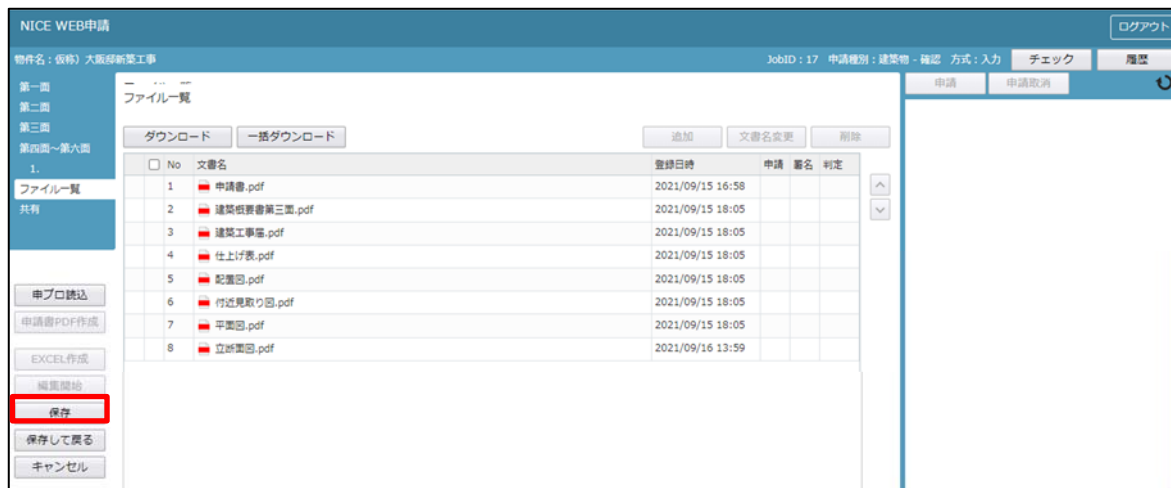 NICE WEB申請
ログアウト
物件名：仮称）大阪邸新築工事
JobID：17 申請種別：建築物 - 確認 方式：入力
チェック
履歴
第一面
第二面
第三面
第四面～第六面
1.
ファイル一覧
共有
申プロ読込
申請書PDF作成
EXCEL作成
編集開始
保存
保存して戻る
キャンセル
ファイル一覧
ダウンロード 一括ダウンロード 追加 文書名変更 削除
No 文書名 登録日時 申請 署名 判定
1 申請書.pdf 2021/09/15 16:58
2 建築概要書第三面.pdf 2021/09/15 18:05
3 建築工事届.pdf 2021/09/15 18:05
4 仕上げ表.pdf 2021/09/15 18:05
5 配置図.pdf 2021/09/15 18:05
6 付近見取り図.pdf 2021/09/15 18:05
7 平面図.pdf 2021/09/15 18:05
8 立断面図.pdf 2021/09/16 13:59
申請 申請取消